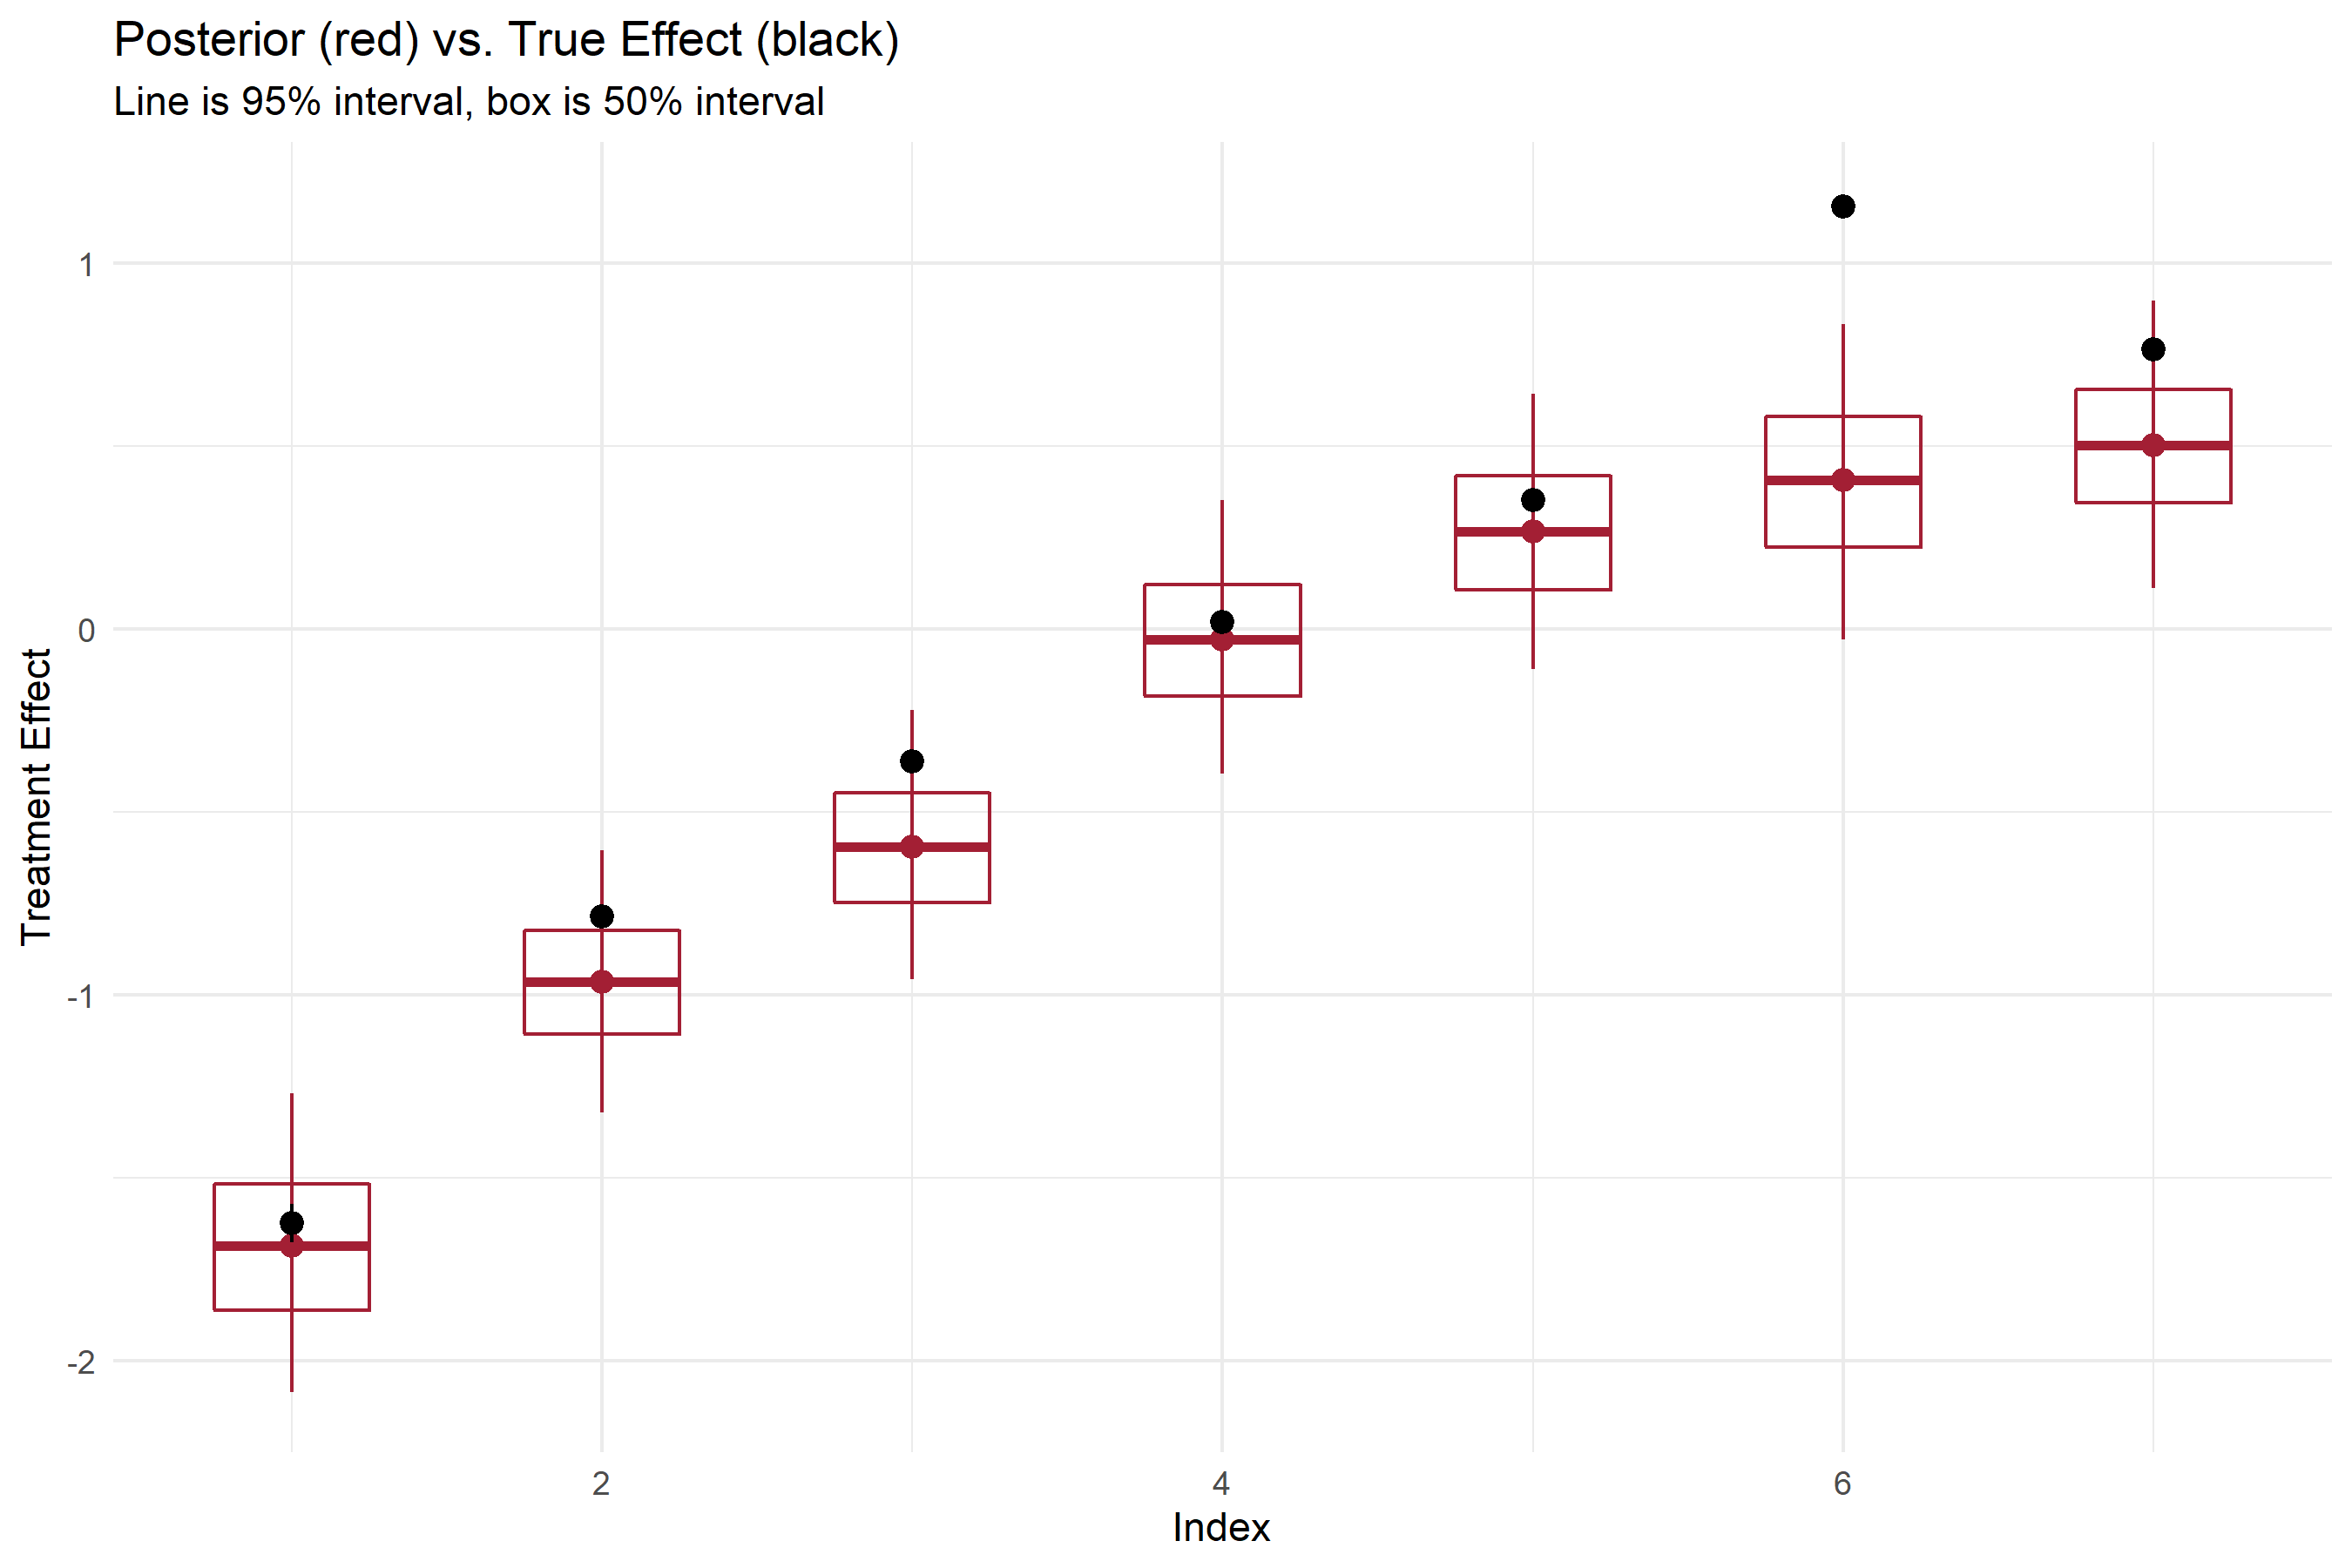 Posterior (red) vs. True Effect (black)
Line is 95% interval, box is 50% interval
Treatment Effect
1
0
-1
-2
2
4
6
Index